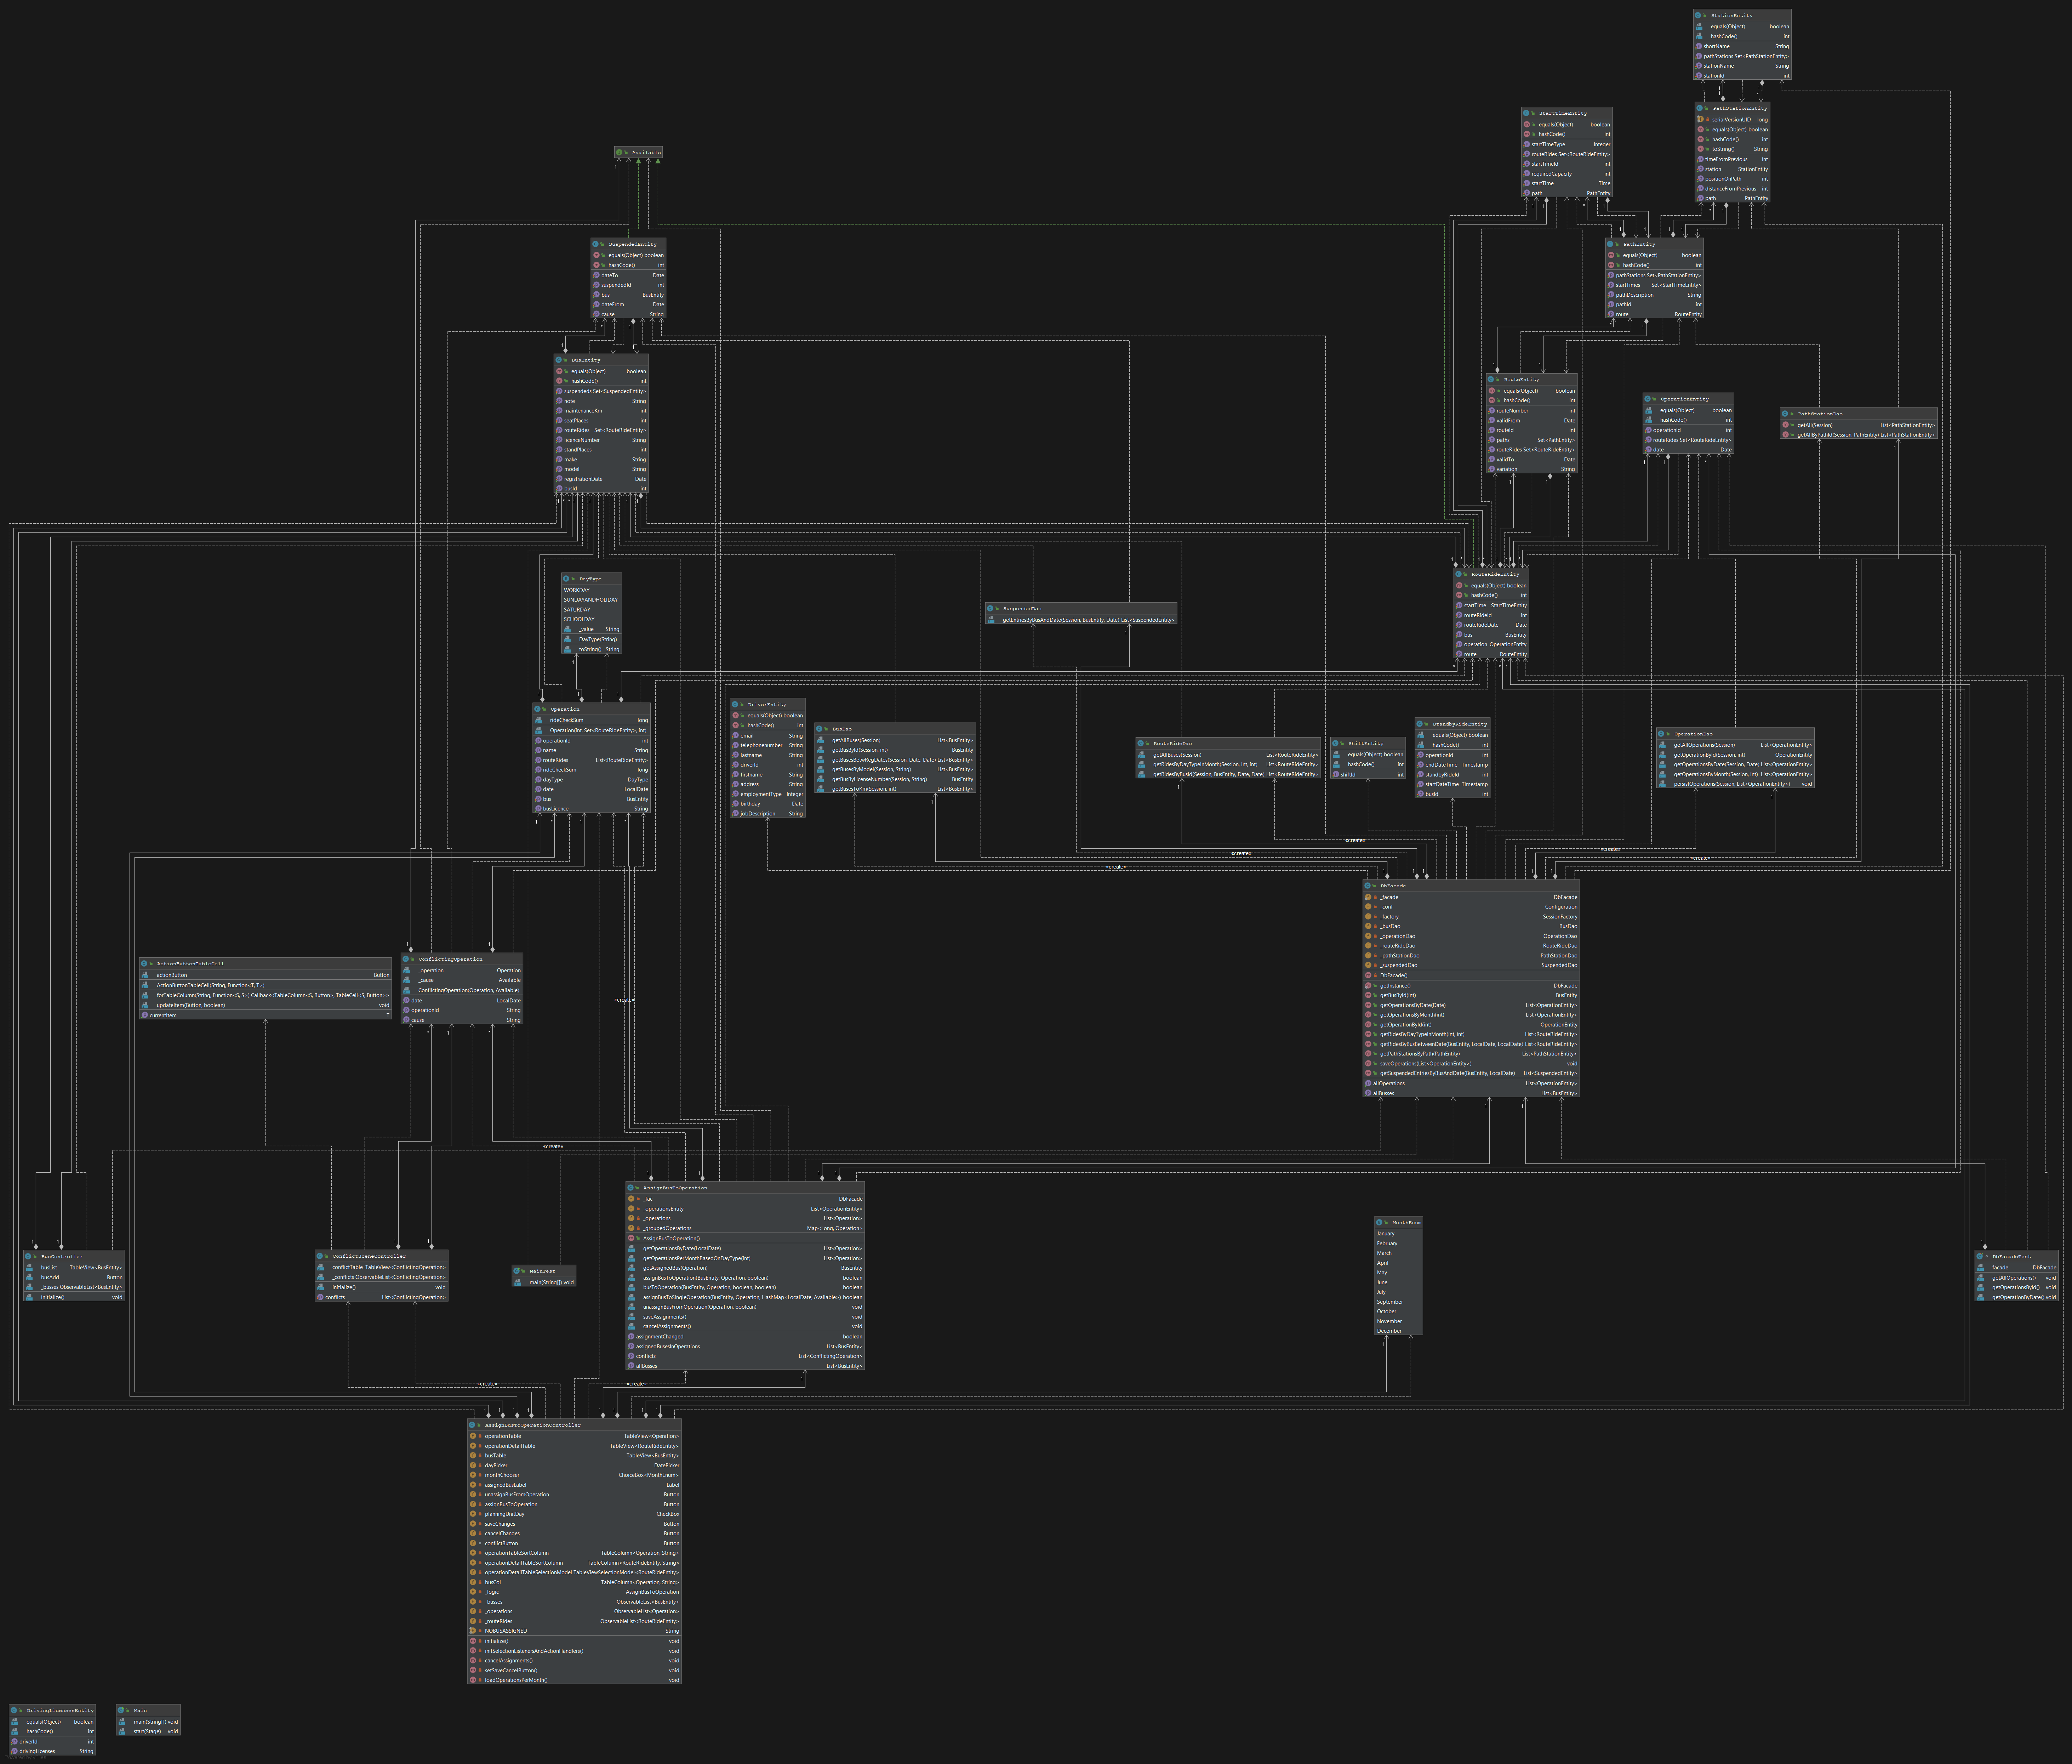 StationEntity
equals(Object) boolean
hashCode() int
shortName String
pathStations Set<PathStationEntity>
stationName String
stationId int
PathStationEntity
serialVersionUID long
equals(Object) boolean
hashCode() int
toString() String
timeFromPrevious int
station StationEntity
positionOnPath int
distanceFromPrevious int
path PathEntity
StartTimeEntity
equals(Object) boolean
hashCode() int
startTimeType Integer
routeRides Set<RouteRideEntity>
startTimeId int
requiredCapacity int
startTime Time
path PathEntity
Available
SuspendedEntity
equals(Object) boolean
hashCode() int
dateTo Date
suspendedId int
bus BusEntity
dateFrom Date
cause String
PathEntity
equals(Object) boolean
hashCode() int
pathStations Set<PathStationEntity>
startTimes Set<StartTimeEntity>
pathDescription String
pathId int
route RouteEntity
BusEntity
equals(Object) boolean
hashCode() int
suspendeds Set<SuspendedEntity>
note String
maintenanceKm int
seatPlaces int
routeRides Set<RouteRideEntity>
licenceNumber String
standPlaces int
make String
model String
registrationDate Date
busId int
RouteEntity
equals(Object) boolean
hashCode() int
routeNumber int
validFrom Date
routeId int
paths Set<PathEntity>
routeRides Set<RouteRideEntity>
validTo Date
variation String
OperationEntity
equals(Object) boolean
hashCode() int
operationId int
routeRides Set<RouteRideEntity>
date Date
PathStationDao
getAll(Session) List<PathStationEntity>
getAllByPathId(Session, PathEntity) List<PathStationEntity>
DayType
WORKDAY
SUNDAYANDHOLIDAY
SATURDAY
SCHOOLDAY
_value String
DayType(String)
toString() String
SuspendedDao
getEntriesByBusAndDate(Session, BusEntity, Date) List<SuspendedEntity>
RouteRideEntity
equals(Object) boolean
hashCode() int
startTime StartTimeEntity
routeRideId int
routeRideDate Date
bus BusEntity
operation OperationEntity
route RouteEntity
Operation
rideCheckSum long
Operation(int, Set<RouteRideEntity>, int)
operationId int
name String
routeRides List<RouteRideEntity>
rideCheckSum long
dayType DayType
date LocalDate
bus BusEntity
busLicence String
DriverEntity
equals(Object) boolean
hashCode() int
email String
telephonenumber String
lastname String
driverId int
firstname String
address String
employmentType Integer
birthday Date
jobDescription String
BusDao
getAllBuses(Session) List<BusEntity>
getBusById(Session, int) BusEntity
getBusesBetwRegDates(Session, Date, Date) List<BusEntity>
getBusesByModel(Session, String) List<BusEntity>
getBusByLicenseNumber(Session, String) BusEntity
getBusesToKm(Session, int) List<BusEntity>
RouteRideDao
getAllBuses(Session) List<RouteRideEntity>
getRidesByDayTypeInMonth(Session, int, int) List<RouteRideEntity>
getRidesByBusId(Session, BusEntity, Date, Date) List<RouteRideEntity>
ShiftEntity
equals(Object) boolean
hashCode() int
shiftId int
StandbyRideEntity
equals(Object) boolean
hashCode() int
operationId int
endDateTime Timestamp
standbyRideId int
startDateTime Timestamp
busId int
OperationDao
getAllOperations(Session) List<OperationEntity>
getOperationById(Session, int) OperationEntity
getOperationsByDate(Session, Date) List<OperationEntity>
getOperationsByMonth(Session, int) List<OperationEntity>
persistOperations(Session, List<OperationEntity>) void
«create»
«create»
«create»
«create»
DbFacade
_facade DbFacade
_conf Configuration
_factory SessionFactory
_busDao BusDao
_operationDao OperationDao
_routeRideDao RouteRideDao
_pathStationDao PathStationDao
_suspendedDao SuspendedDao
DbFacade()
getInstance() DbFacade
getBusById(int) BusEntity
getOperationsByDate(Date) List<OperationEntity>
getOperationsByMonth(int) List<OperationEntity>
getOperationById(int) OperationEntity
getRidesByDayTypeInMonth(int, int) List<RouteRideEntity>
getRidesByBusBetweenDate(BusEntity, LocalDate, LocalDate) List<RouteRideEntity>
getPathStationsByPath(PathEntity) List<PathStationEntity>
saveOperations(List<OperationEntity>) void
getSuspendedEntriesByBusAndDate(BusEntity, LocalDate) List<SuspendedEntity>
allOperations List<OperationEntity>
allBusses List<BusEntity>
ActionButtonTableCell
actionButton Button
ActionButtonTableCell(String, Function<T, T>)
forTableColumn(String, Function<S, S>) Callback<TableColumn<S, Button>, TableCell<S, Button>>
updateItem(Button, boolean) void
currentItem T
ConflictingOperation
_operation Operation
_cause Available
ConflictingOperation(Operation, Available)
date LocalDate
operationId String
cause String
«create»
«create»
AssignBusToOperation
_fac DbFacade
_operationsEntity List<OperationEntity>
_operations List<Operation>
_groupedOperations Map<Long, Operation>
AssignBusToOperation()
getOperationsByDate(LocalDate) List<Operation>
getOperationsPerMonthBasedOnDayType(int) List<Operation>
getAssignedBus(Operation) BusEntity
assignBusToOperation(BusEntity, Operation, boolean) boolean
busToOperation(BusEntity, Operation, boolean, boolean) boolean
assignBusToSingleOperation(BusEntity, Operation, HashMap<LocalDate, Available>) boolean
unassignBusFromOperation(Operation, boolean) void
saveAssignments() void
cancelAssignments() void
assignmentChanged boolean
assignedBusesInOperations List<BusEntity>
conflicts List<ConflictingOperation>
allBusses List<BusEntity>
BusController
busList TableView<BusEntity>
busAdd Button
_busses ObservableList<BusEntity>
initialize() void
ConflictSceneController
conflictTable TableView<ConflictingOperation>
_conflicts ObservableList<ConflictingOperation>
initialize() void
conflicts List<ConflictingOperation>
MainTest
main(String[]) void
MonthEnum
January
February
March
April
May
June
July
September
October
November
December
DbFacadeTest
facade DbFacade
getAllOperations() void
getOperationsById() void
getOperationByDate() void
«create»
«create»
AssignBusToOperationController
operationTable TableView<Operation>
operationDetailTable TableView<RouteRideEntity>
busTable TableView<BusEntity>
dayPicker DatePicker
monthChooser ChoiceBox<MonthEnum>
assignedBusLabel Label
unassignBusFromOperation Button
assignBusToOperation Button
planningUnitDay CheckBox
saveChanges Button
cancelChanges Button
conflictButton Button
operationTableSortColumn TableColumn<Operation, String>
operationDetailTableSortColumn TableColumn<RouteRideEntity, String>
operationDetailTableSelectionModel TableViewSelectionModel<RouteRideEntity>
busCol TableColumn<Operation, String>
_logic AssignBusToOperation
_busses ObservableList<BusEntity>
_operations ObservableList<Operation>
_routeRides ObservableList<RouteRideEntity>
NOBUSASSIGNED String
initialize() void
initSelectionListenersAndActionHandlers() void
cancelAssignments() void
setSaveCancelButton() void
loadOperationsPerMonth() void
DrivingLicensesEntity
equals(Object) boolean
hashCode() int
driverId int
drivingLicenses String
Main
main(String[]) void
start(Stage) void